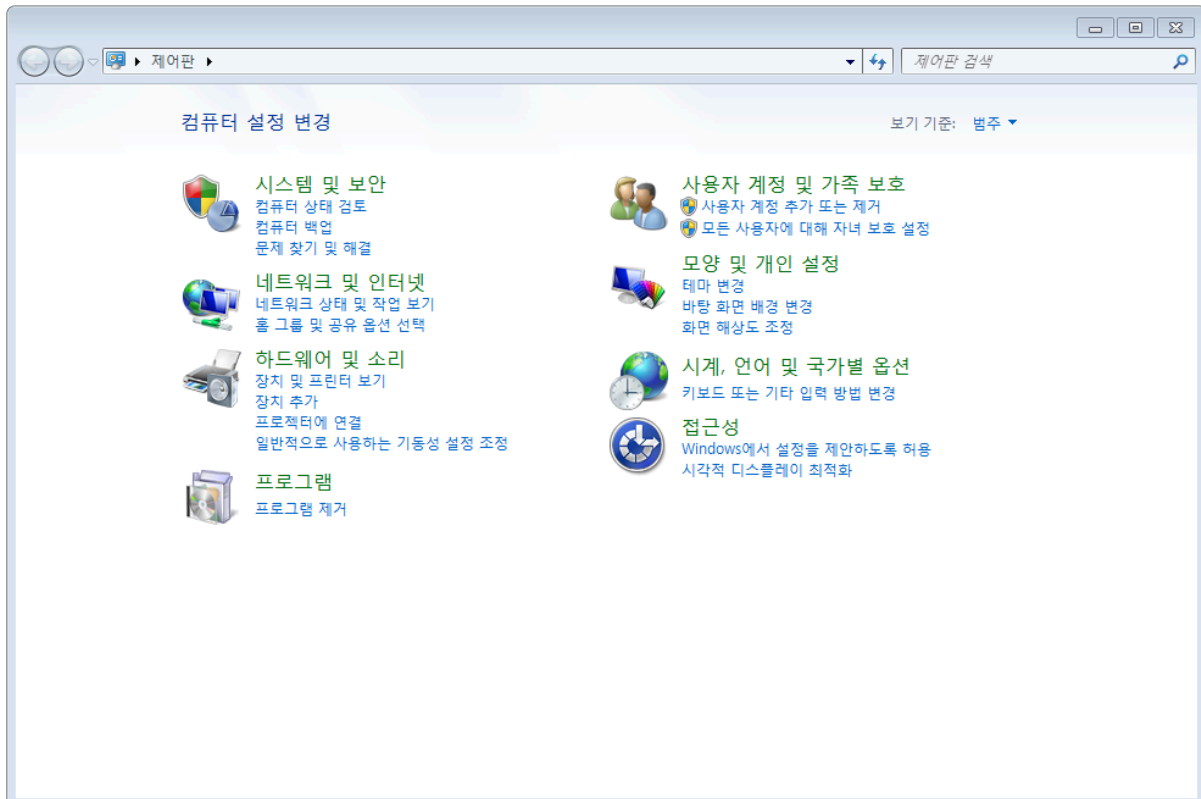 제어판
제어판 검색
컴퓨터 설정 변경
보기 기준: 범주
시스템 및 보안
컴퓨터 상태 검토
컴퓨터 백업
문제 찾기 및 해결
네트워크 및 인터넷
네트워크 상태 및 작업 보기
홈 그룹 및 공유 옵션 선택
하드웨어 및 소리
장치 및 프린터 보기
장치 추가
프로젝터에 연결
일반적으로 사용하는 기동성 설정 조정
프로그램
프로그램 제거
사용자 계정 및 가족 보호
사용자 계정 추가 또는 제거
모든 사용자에 대해 자녀 보호 설정
모양 및 개인 설정
테마 변경
바탕 화면 배경 변경
화면 해상도 조정
시계, 언어 및 국가별 옵션
키보드 또는 기타 입력 방법 변경
접근성
Windows에서 설정을 제안하도록 허용
시각적 디스플레이 최적화